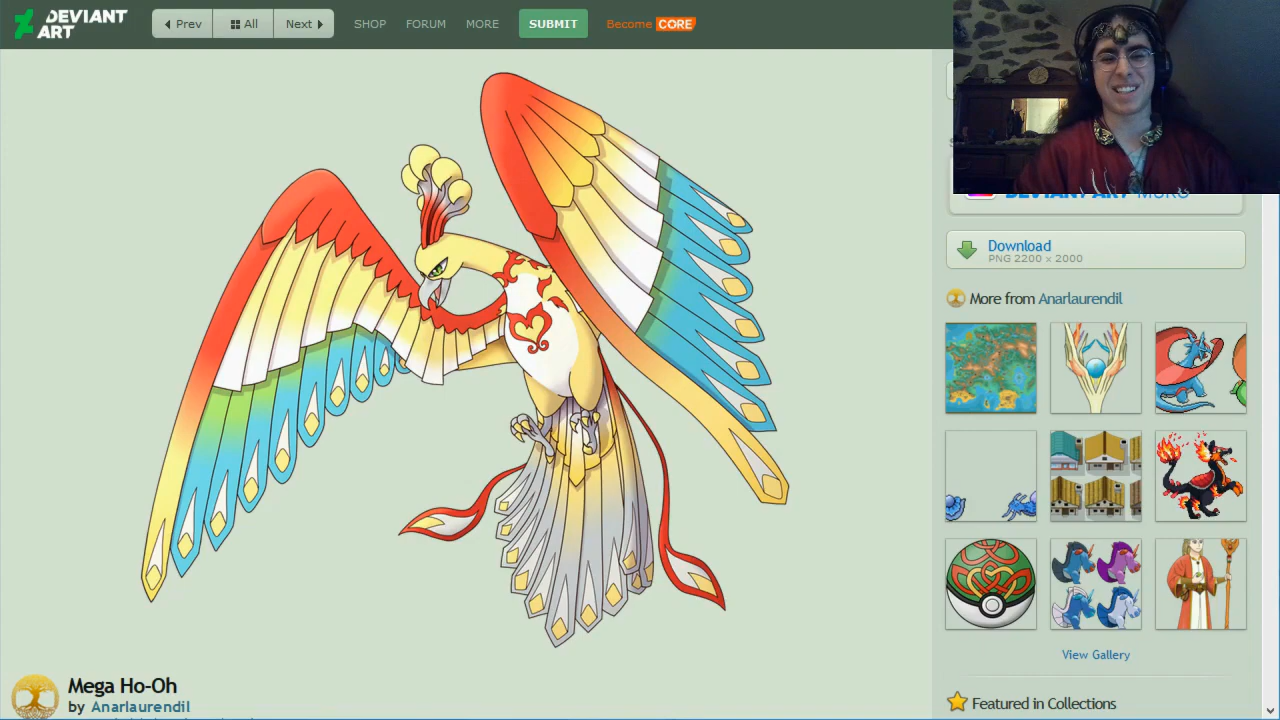 DEVIANT
ART
Prev
All
Next
SHOP
FORUM
MORE
SUBMIT
Become CORE
Download
PNG 2200 × 2000
More from Anarlaurendil
View Gallery
Featured in Collections
Mega Ho-Oh
by Anarlaurendil